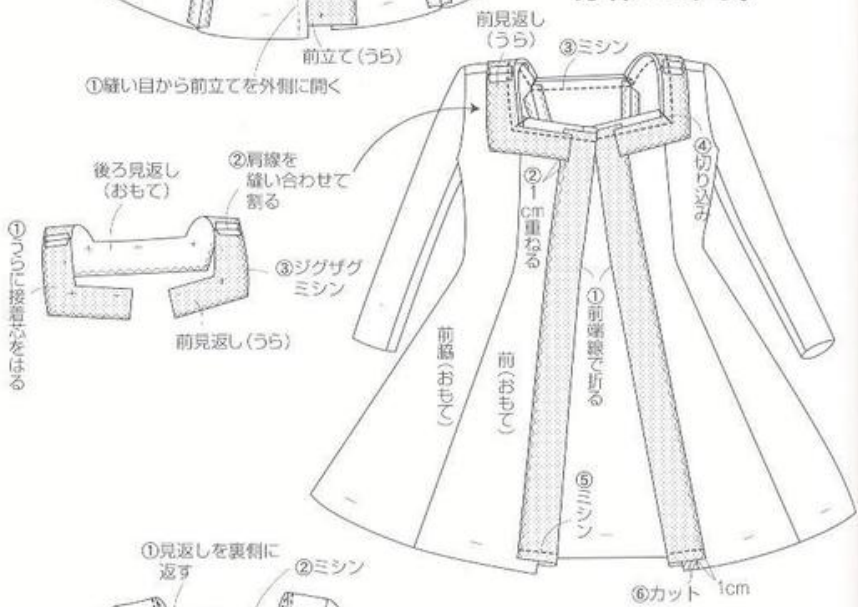 前立て(うら)
①縫い目から前立てを外側に開く
前見返し
(うら)
③ミシン
後ろ見返し
(おもて)
②肩線を
縫い合わせて
割る
①うらに接着芯をはる
③ジグザグ
ミシン
前見返し(うら)
④切り込み
②1cm重ねる
①前端線で折る
前脇(おもて)
前(おもて)
⑤ミシン
⑥カット
1cm
①見返しを裏側に
返す
②ミシン